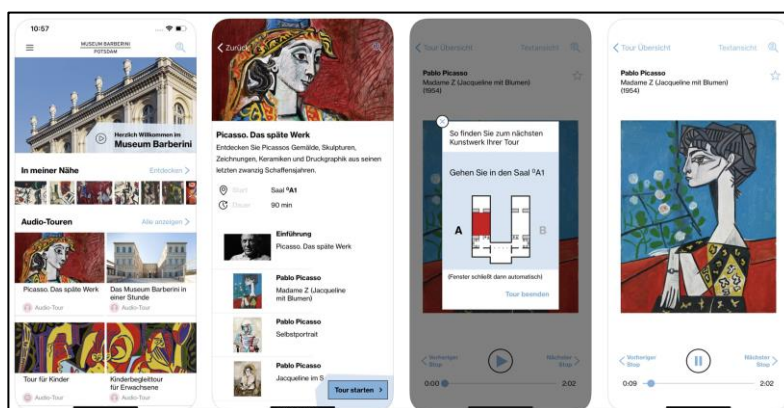 10:57
MUSEUM BARBERINI
POTSDAM
Herzlich Willkommen im
Museum Barberini
In meiner Nähe
Entdecken >
Audio-Touren
Alle anzeigen >
Picasso. Das späte Werk
Audio-Tour
Das Museum Barberini in
einer Stunde
Audio-Tour
Tour für Kinder
Audio-Tour
Kinderbegleittour
für Erwachsene
Audio-Tour
< Zurück
Picasso. Das späte Werk
Entdecken Sie Picassos Gemälde, Skulpturen,
Zeichnungen, Keramiken und Druckgraphik aus seinen
letzten zwanzig Schaffensjahren.
Start Saal ⁰A1
Dauer 90 min
Einführung
Picasso. Das späte Werk
Pablo Picasso
Madame Z (Jacqueline
mit Blumen)
Pablo Picasso
Selbstportrait
Pablo Picasso
Jacqueline im S
Tour starten >
< Tour Übersicht
Textansicht
Pablo Picasso
Madame Z (Jacqueline mit Blumen)
(1954)
So finden Sie zum nächsten
Kunstwerk Ihrer Tour
Gehen Sie in den Saal ⁰A1
A
B
(Fenster schließt dann automatisch)
Tour beenden
< Vorheriger
Stop
Nächster >
Stop
0:00
2:02
< Tour Übersicht
Textansicht
Pablo Picasso
Madame Z (Jacqueline mit Blumen)
(1954)
< Vorheriger
Stop
Nächster >
Stop
0:09
2:02